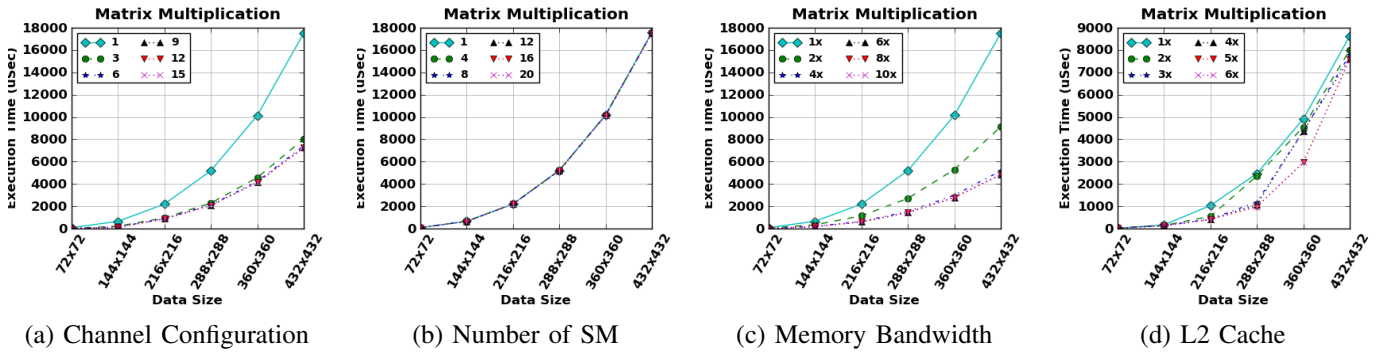 Matrix Multiplication
18000
16000
14000
12000
10000
8000
6000
4000
2000
0
Execution Time (uSec)
1 9
3 12
6 15
72x72
144x144
216x216
288x288
360x360
432x432
Data Size
(a) Channel Configuration
Matrix Multiplication
18000
16000
14000
12000
10000
8000
6000
4000
2000
0
Execution Time (uSec)
1 12
4 16
8 20
72x72
144x144
216x216
288x288
360x360
432x432
Data Size
(b) Number of SM
Matrix Multiplication
18000
16000
14000
12000
10000
8000
6000
4000
2000
0
Execution Time (uSec)
1x 6x
2x 8x
4x 10x
72x72
144x144
216x216
288x288
360x360
432x432
Data Size
(c) Memory Bandwidth
Matrix Multiplication
9000
8000
7000
6000
5000
4000
3000
2000
1000
0
Execution Time (uSec)
1x 4x
2x 5x
3x 6x
72x72
144x144
216x216
288x288
360x360
432x432
Data Size
(d) L2 Cache